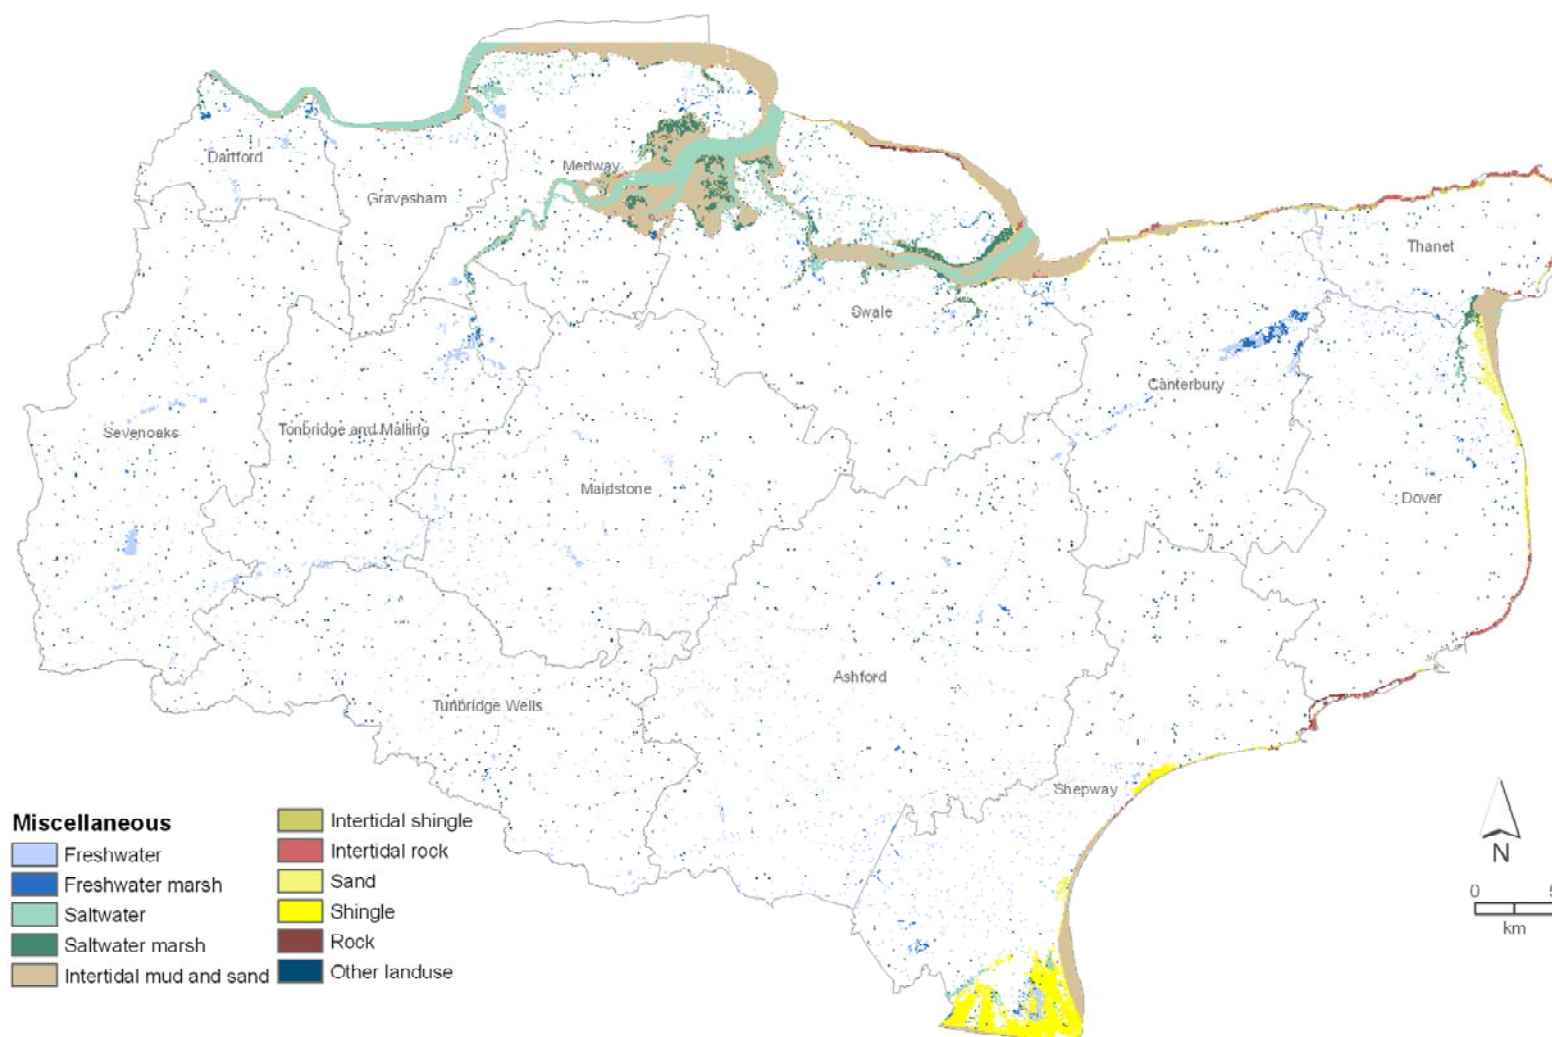 Dartford
Gravesham
Medway
Thanet
Swale
Canterbury
Sevenoaks
Tonbridge and Malling
Maidstone
Dover
Ashford
Tunbridge Wells
Shepway
Miscellaneous
Freshwater
Freshwater marsh
Saltwater
Saltwater marsh
Intertidal mud and sand
Intertidal shingle
Intertidal rock
Sand
Shingle
Rock
Other landuse
N
0 5
km